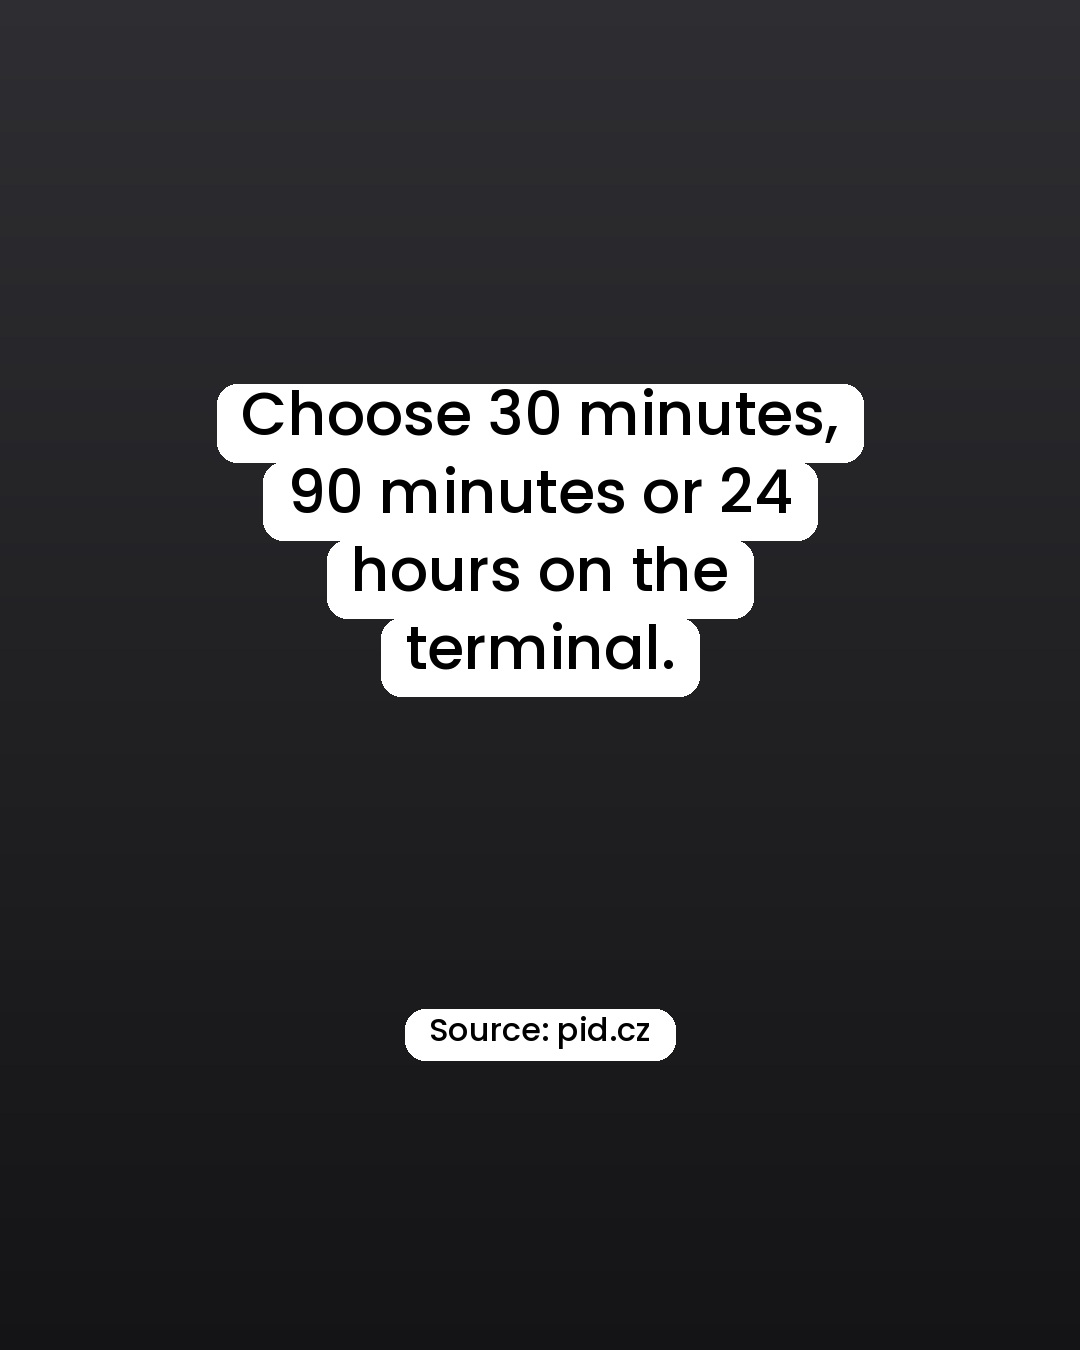 Choose 30 minutes,
90 minutes or 24
hours on the
terminal.
Source: pid.cz